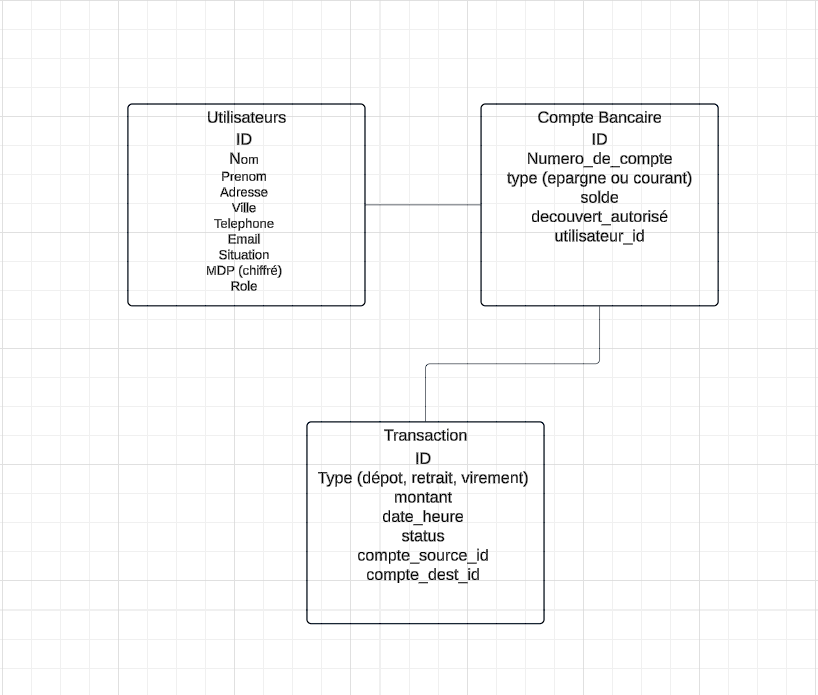 Utilisateurs
ID
Nom
Prenom
Adresse
Ville
Telephone
Email
Situation
MDP (chiffré)
Role
Compte Bancaire
ID
Numero_de_compte
type (epargne ou courant)
solde
decouvert_autorisé
utilisateur_id
Transaction
ID
Type (dépot, retrait, virement)
montant
date_heure
status
compte_source_id
compte_dest_id